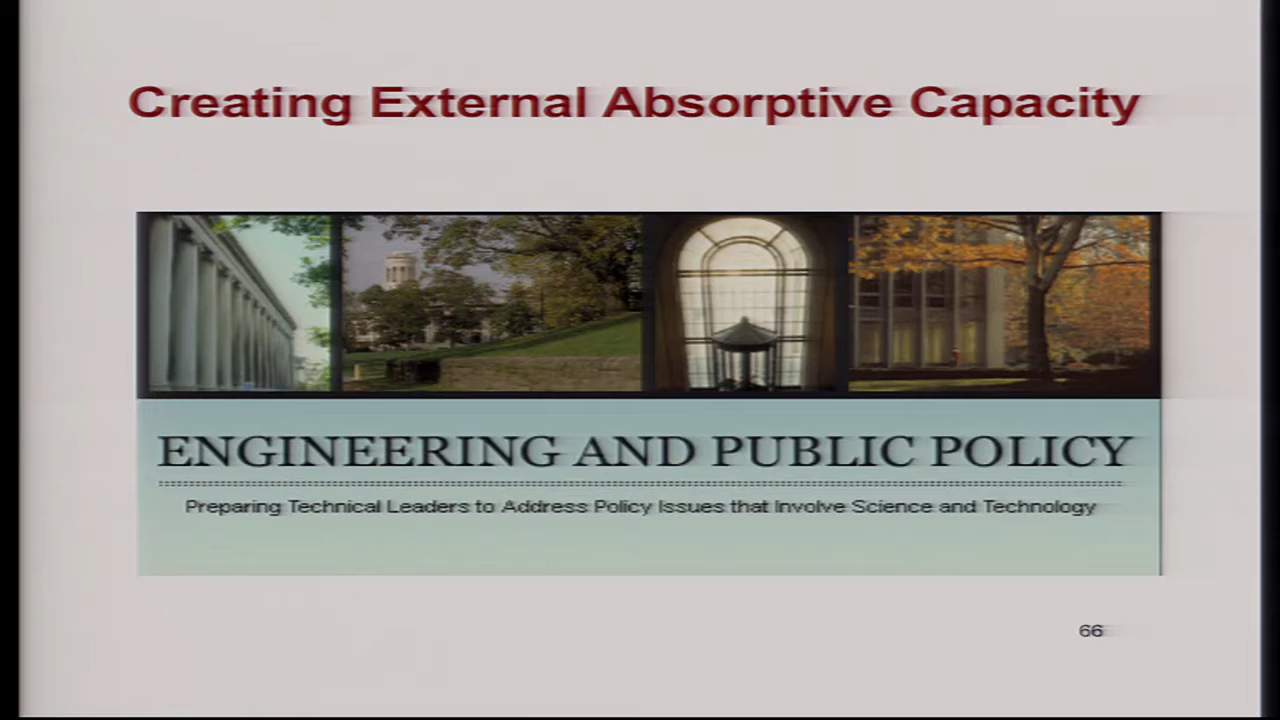 Creating External Absorptive Capacity
ENGINEERING AND PUBLIC POLICY
Preparing Technical Leaders to Address Policy Issues that Involve Science and Technology
66